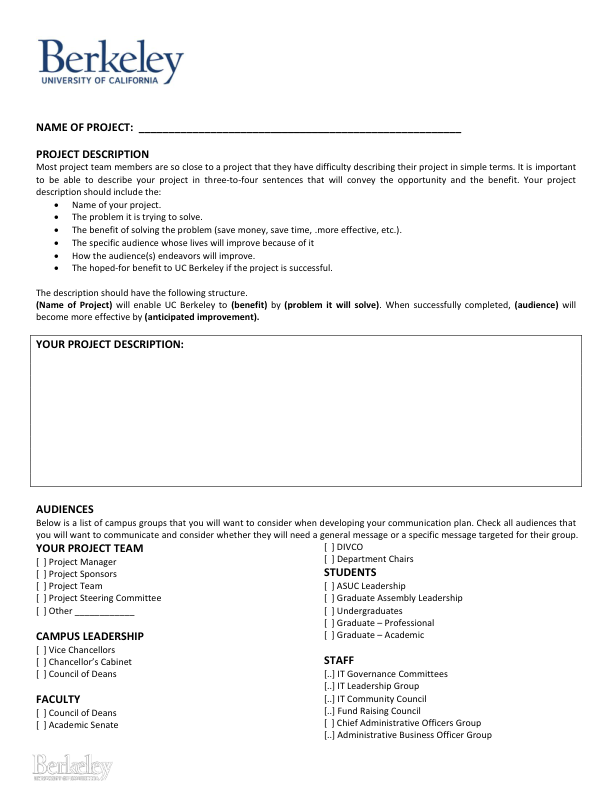 Berkeley
UNIVERSITY OF CALIFORNIA
NAME OF PROJECT: ______________________________________________________
PROJECT DESCRIPTION
Most project team members are so close to a project that they have difficulty describing their project in simple terms. It is important
to be able to describe your project in three-to-four sentences that will convey the opportunity and the benefit. Your project
description should include the:
• Name of your project.
• The problem it is trying to solve.
• The benefit of solving the problem (save money, save time, .more effective, etc.).
• The specific audience whose lives will improve because of it
• How the audience(s) endeavors will improve.
• The hoped-for benefit to UC Berkeley if the project is successful.
The description should have the following structure.
(Name of Project) will enable UC Berkeley to (benefit) by (problem it will solve). When successfully completed, (audience) will
become more effective by (anticipated improvement).
YOUR PROJECT DESCRIPTION:
AUDIENCES
Below is a list of campus groups that you will want to consider when developing your communication plan. Check all audiences that
you will want to communicate and consider whether they will need a general message or a specific message targeted for their group.
YOUR PROJECT TEAM
[ ] Project Manager
[ ] Project Sponsors
[ ] Project Team
[ ] Project Steering Committee
[ ] Other ____________
CAMPUS LEADERSHIP
[ ] Vice Chancellors
[ ] Chancellor's Cabinet
[ ] Council of Deans
FACULTY
[ ] Council of Deans
[ ] Academic Senate
[ ] DIVCO
[ ] Department Chairs
STUDENTS
[ ] ASUC Leadership
[ ] Graduate Assembly Leadership
[ ] Undergraduates
[ ] Graduate – Professional
[ ] Graduate – Academic
STAFF
[..] IT Governance Committees
[..] IT Leadership Group
[..] IT Community Council
[..] Fund Raising Council
[ ] Chief Administrative Officers Group
[..] Administrative Business Officer Group
Berkeley
UNIVERSITY OF CALIFORNIA